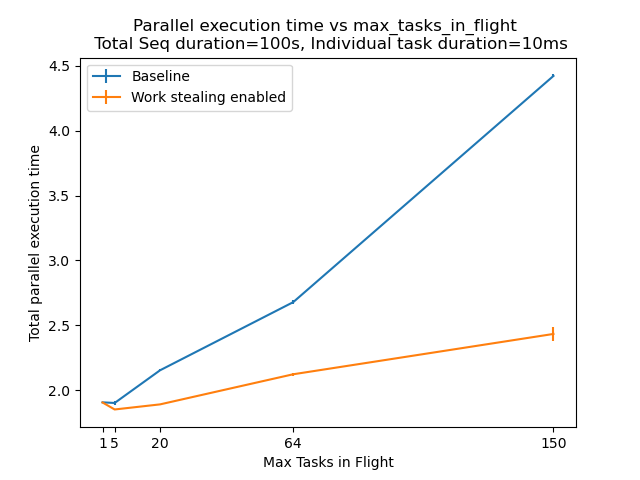 Parallel execution time vs max_tasks_in_flight
Total Seq duration=100s, Individual task duration=10ms
Baseline
Work stealing enabled
Total parallel execution time
4.5
4.0
3.5
3.0
2.5
2.0
1 5 20 64 150
Max Tasks in Flight